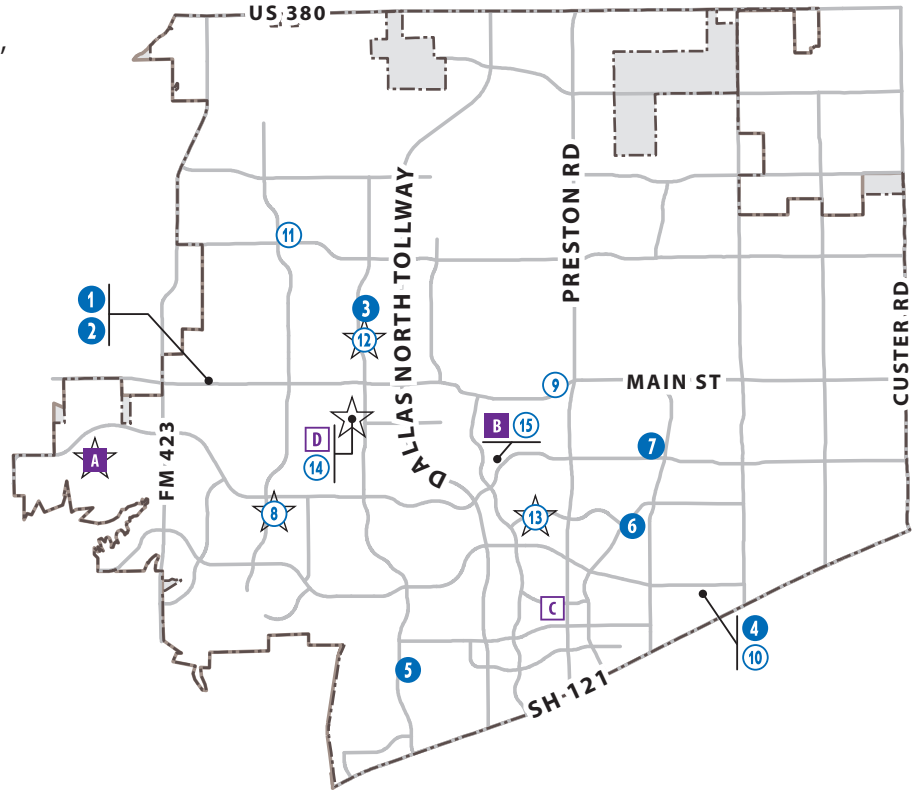 US 380
,
DALLAS NORTH TOLLWAY
PRESTON RD
11
1
2
3
12
CUSTER RD
9
MAIN ST
FM 423
A
D
14
B
15
7
8
13
6
C
4
10
5
SH-121